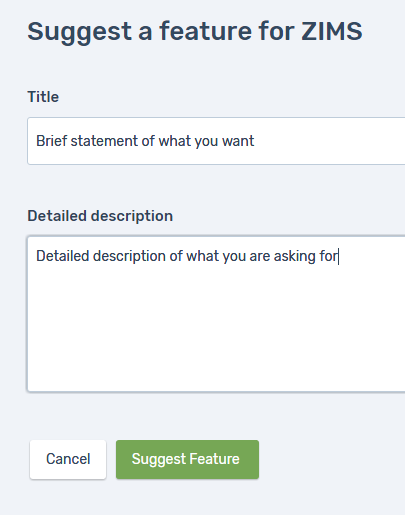 Suggest a feature for ZIMS
Title
Brief statement of what you want
Detailed description
Detailed description of what you are asking for
Cancel
Suggest Feature